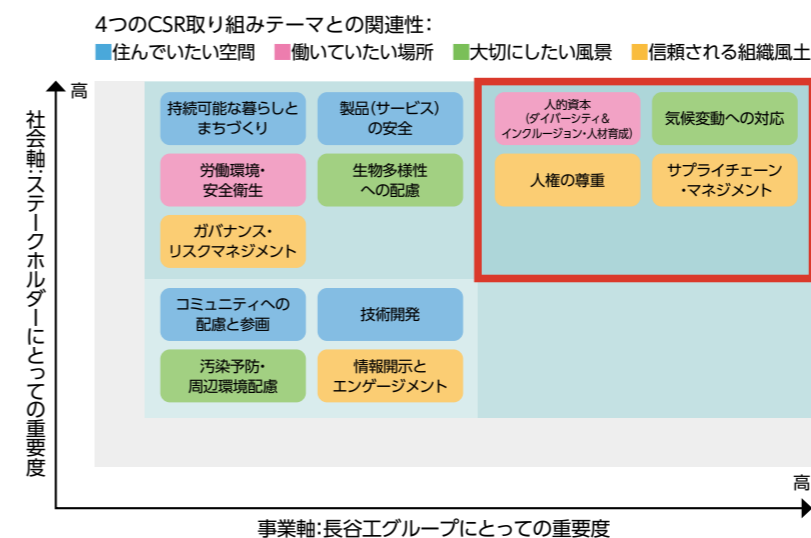 4つのCSR取り組みテーマとの関連性：
■住んでいたい空間 ■働いていたい場所 ■大切にしたい風景 ■信頼される組織風土
高
社会軸：ステークホルダーにとっての重要度
持続可能な暮らしと
まちづくり
製品（サービス）
の安全
人的資本
（ダイバーシティ＆
インクルージョン・人材育成）
気候変動への対応
労働環境・
安全衛生
生物多様性
への配慮
人権の尊重
サプライチェーン
・マネジメント
ガバナンス・
リスクマネジメント
コミュニティへの
配慮と参画
技術開発
汚染予防・
周辺環境配慮
情報開示と
エンゲージメント
高
事業軸：長谷工グループにとっての重要度